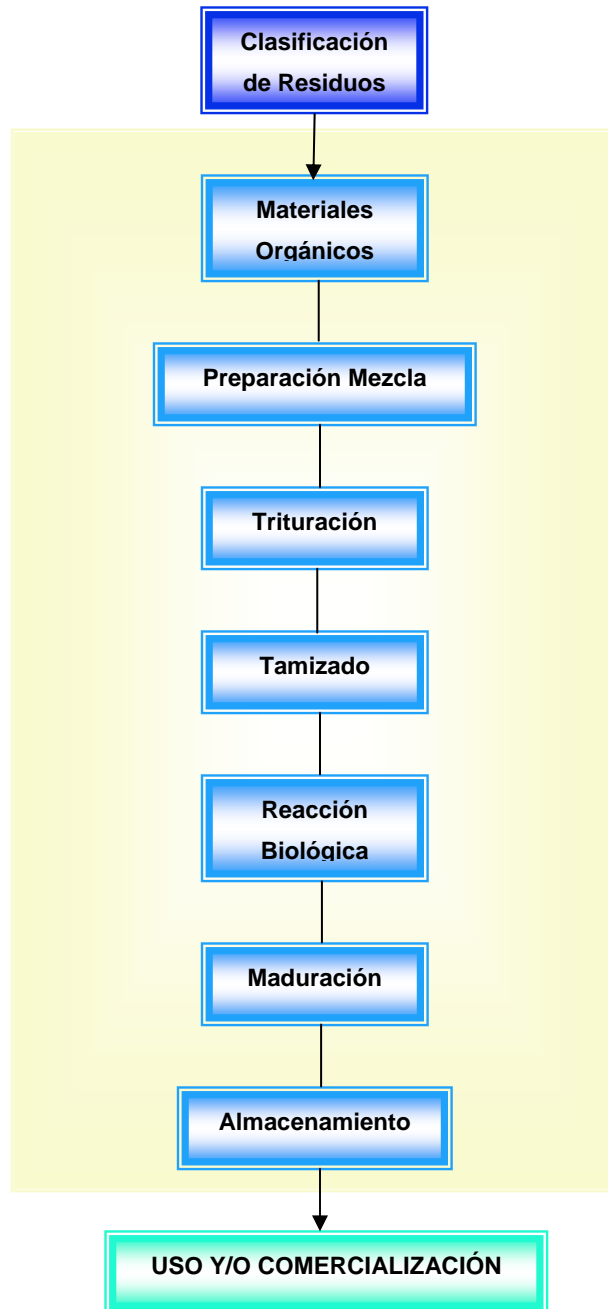 Clasificación
de Residuos
Materiales
Orgánicos
Preparación Mezcla
Trituración
Tamizado
Reacción
Biológica
Maduración
Almacenamiento
USO Y/O COMERCIALIZACIÓN